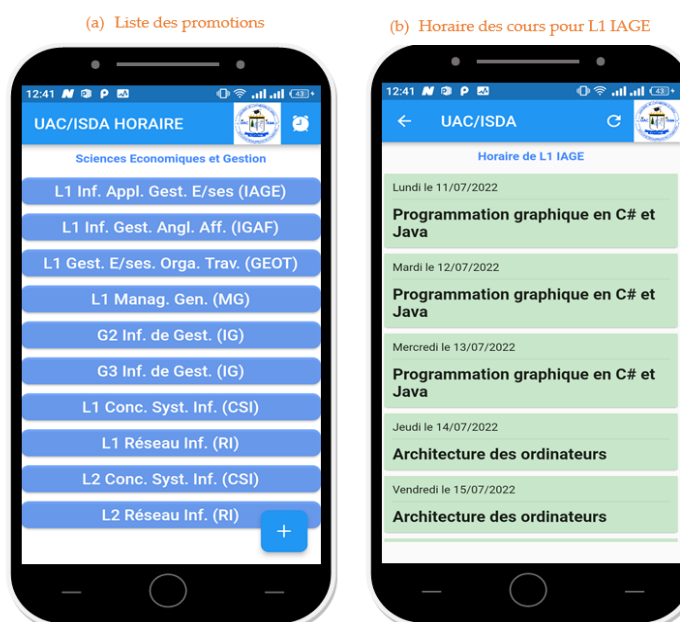 (a) Liste des promotions
12:41
UAC/ISDA HORAIRE
Sciences Economiques et Gestion
L1 Inf. Appl. Gest. E/ses (IAGE)
L1 Inf. Gest. Angl. Aff. (IGAF)
L1 Gest. E/ses. Orga. Trav. (GEOT)
L1 Manag. Gen. (MG)
G2 Inf. de Gest. (IG)
G3 Inf. de Gest. (IG)
L1 Conc. Syst. Inf. (CSI)
L1 Réseau Inf. (RI)
L2 Conc. Syst. Inf. (CSI)
L2 Réseau Inf. (RI)
+
(b) Horaire des cours pour L1 IAGE
12:41
UAC/ISDA
Horaire de L1 IAGE
Lundi le 11/07/2022
Programmation graphique en C# et
Java
Mardi le 12/07/2022
Programmation graphique en C# et
Java
Mercredi le 13/07/2022
Programmation graphique en C# et
Java
Jeudi le 14/07/2022
Architecture des ordinateurs
Vendredi le 15/07/2022
Architecture des ordinateurs